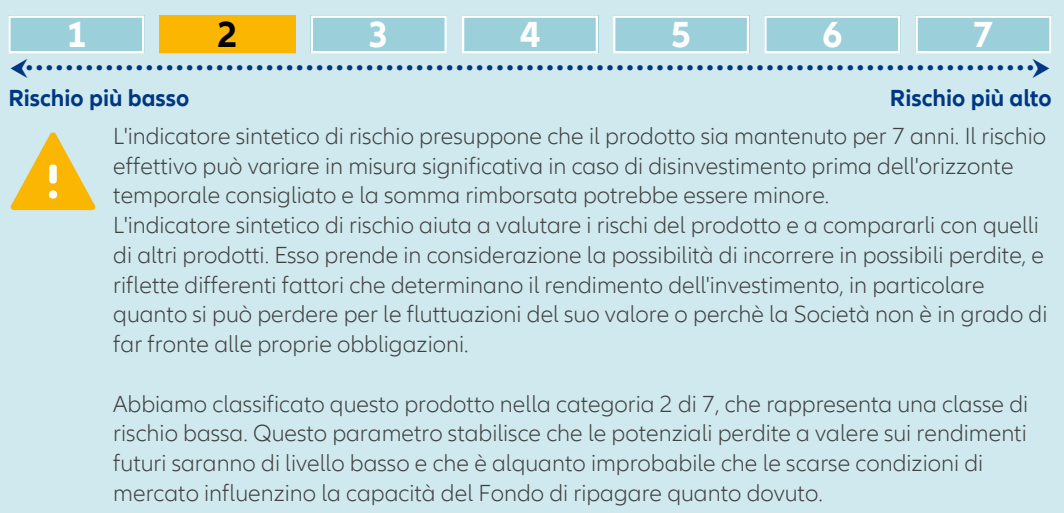 1 2 3 4 5 6 7
Rischio più basso Rischio più alto
L'indicatore sintetico di rischio presuppone che il prodotto sia mantenuto per 7 anni. Il rischio
effettivo può variare in misura significativa in caso di disinvestimento prima dell'orizzonte
temporale consigliato e la somma rimborsata potrebbe essere minore.
L'indicatore sintetico di rischio aiuta a valutare i rischi del prodotto e a compararli con quelli
di altri prodotti. Esso prende in considerazione la possibilità di incorrere in possibili perdite, e
riflette differenti fattori che determinano il rendimento dell'investimento, in particolare
quanto si può perdere per le fluttuazioni del suo valore o perchè la Società non è in grado di
far fronte alle proprie obbligazioni.
Abbiamo classificato questo prodotto nella categoria 2 di 7, che rappresenta una classe di
rischio bassa. Questo parametro stabilisce che le potenziali perdite a valere sui rendimenti
futuri saranno di livello basso e che è alquanto improbabile che le scarse condizioni di
mercato influenzino la capacità del Fondo di ripagare quanto dovuto.